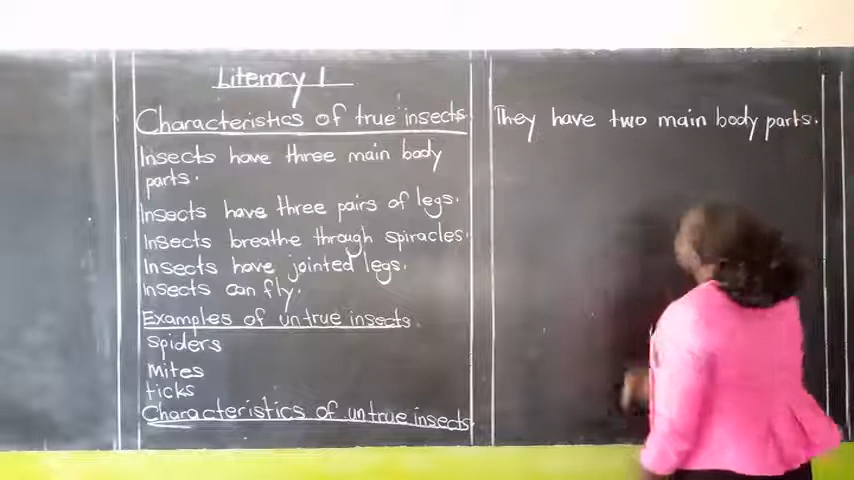 Literacy 1
Characteristics of true insects
Insects have three main body
parts.
Insects have three pairs of legs.
Insects breathe through spiracles.
Insects have jointed legs.
Insects can fly.
Examples of untrue insects.
spiders
mites
ticks
Characteristics of untrue insects.
They have two main body parts.